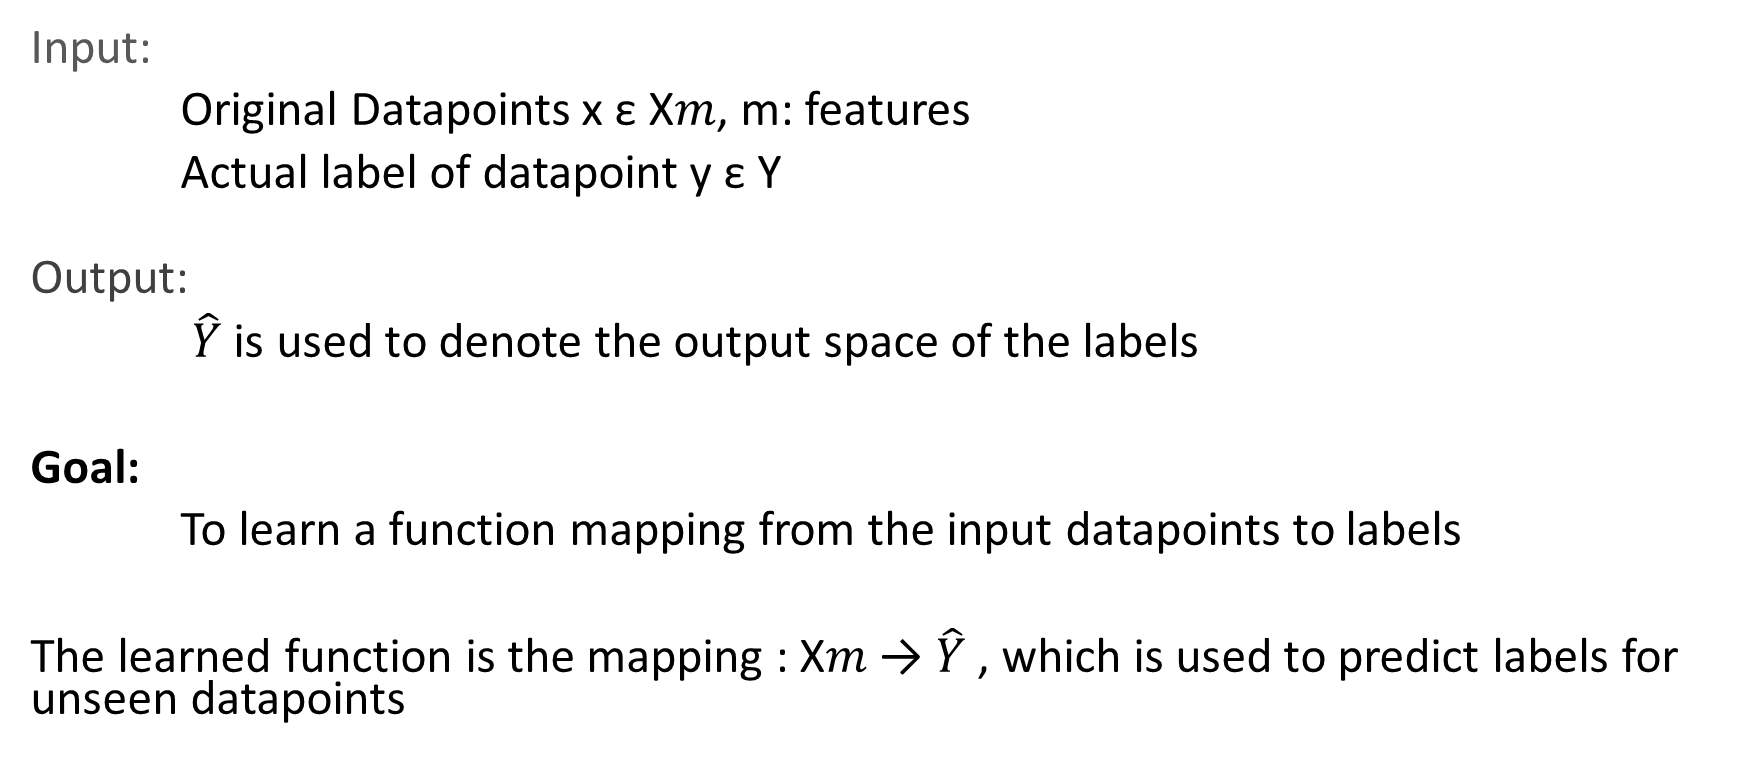 Input:
Original Datapoints x ε Xm, m: features
Actual label of datapoint y ε Y
Output:
Ŷ is used to denote the output space of the labels
Goal:
To learn a function mapping from the input datapoints to labels
The learned function is the mapping : Xm → Ŷ , which is used to predict labels for
unseen datapoints